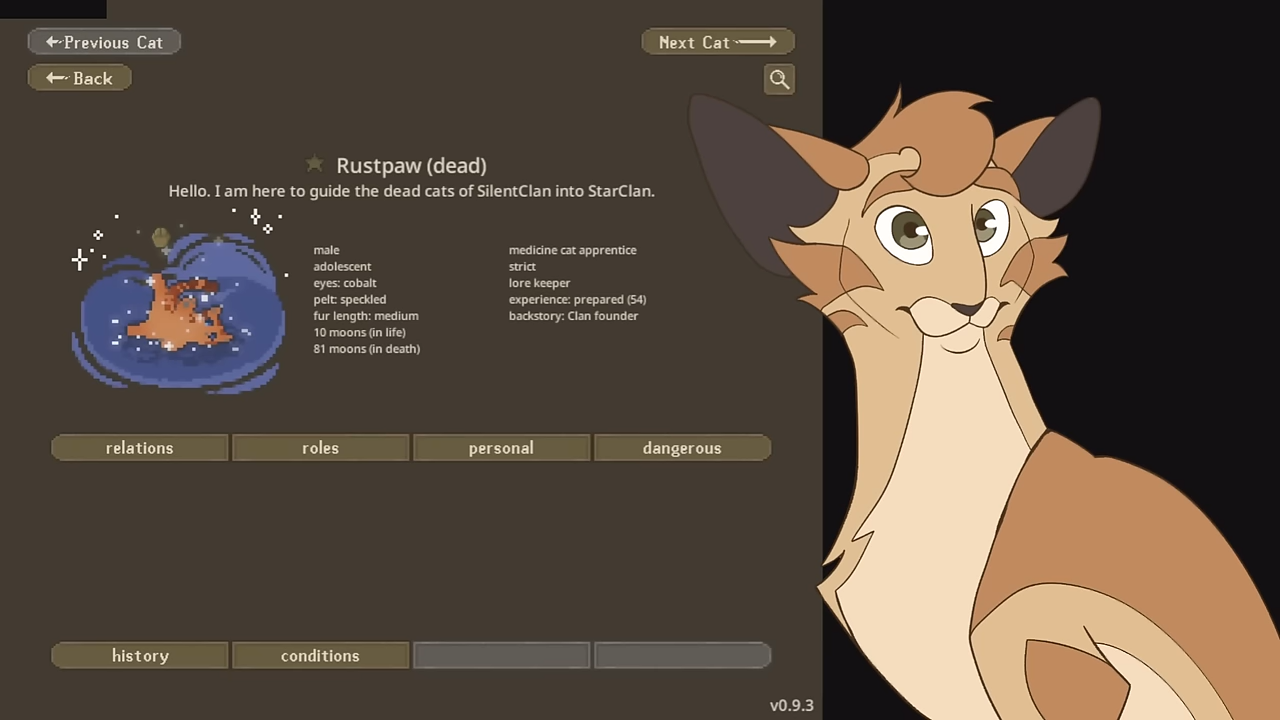 Previous Cat
Next Cat
Back
Rustpaw (dead)
Hello. I am here to guide the dead cats of SilentClan into StarClan.
male
adolescent
eyes: cobalt
pelt: speckled
fur length: medium
10 moons (in life)
81 moons (in death)
medicine cat apprentice
strict
lore keeper
experience: prepared (54)
backstory: Clan founder
relations
roles
personal
dangerous
history
conditions
v0.9.3